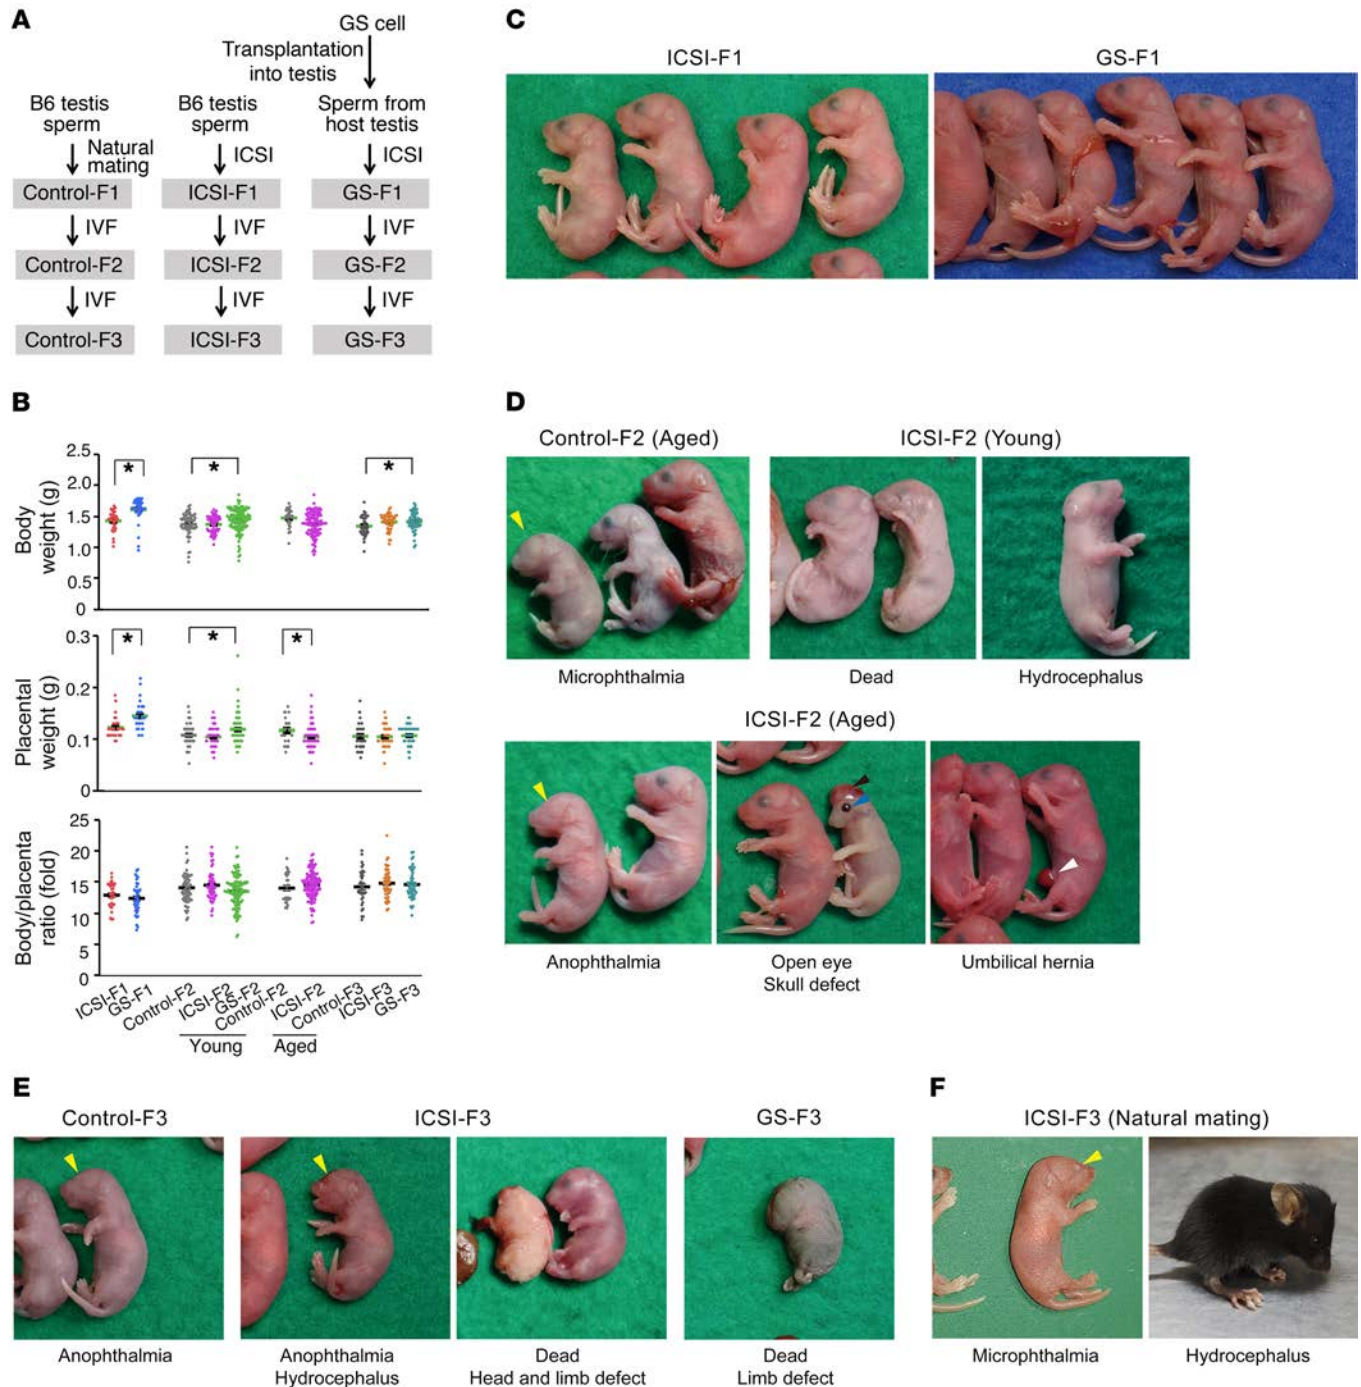 A
GS cell
Transplantation
into testis
B6 testis
sperm
B6 testis
sperm
Sperm from
host testis
Natural
mating
ICSI
ICSI
Control-F1
ICSI-F1
GS-F1
IVF
IVF
IVF
Control-F2
ICSI-F2
GS-F2
IVF
IVF
IVF
Control-F3
ICSI-F3
GS-F3
B
Body
weight (g)
2.5
2.0
1.5
1.0
0.5
0
*
*
*
Placental
weight (g)
0.3
0.2
0.1
0
*
*
*
Body/placenta
ratio (fold)
25
20
15
10
5
0
ICSI-F1
GS-F1
Control-F2
ICSI-F2
GS-F2
Control-F2
ICSI-F2
Control-F3
ICSI-F3
GS-F3
Young
Aged
C
ICSI-F1
GS-F1
D
Control-F2 (Aged)
ICSI-F2 (Young)
Microphthalmia
Dead
Hydrocephalus
ICSI-F2 (Aged)
Anophthalmia
Open eye
Skull defect
Umbilical hernia
E
Control-F3
ICSI-F3
GS-F3
Anophthalmia
Anophthalmia
Hydrocephalus
Dead
Head and limb defect
Dead
Limb defect
F
ICSI-F3 (Natural mating)
Microphthalmia
Hydrocephalus